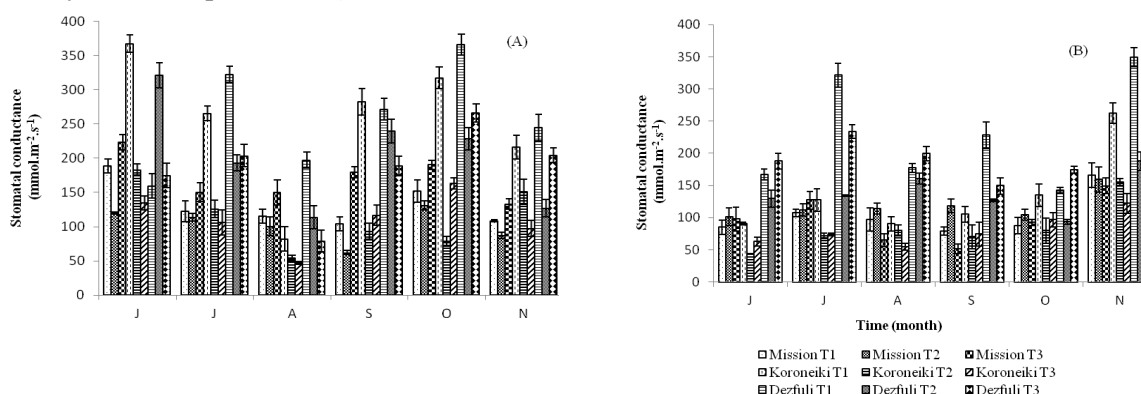 (A)
Stomatal conductance
(mmol.m-2.s-1)
400
350
300
250
200
150
100
50
0
J J A S O N
(B)
Stomatal conductance
(mmol.m-2.s-1)
400
350
300
250
200
150
100
50
0
J J A S O N
Time (month)
Mission T1 Mission T2 Mission T3
Koroneiki T1 Koroneiki T2 Koroneiki T3
Dezfuli T1 Dezfuli T2 Dezfuli T3